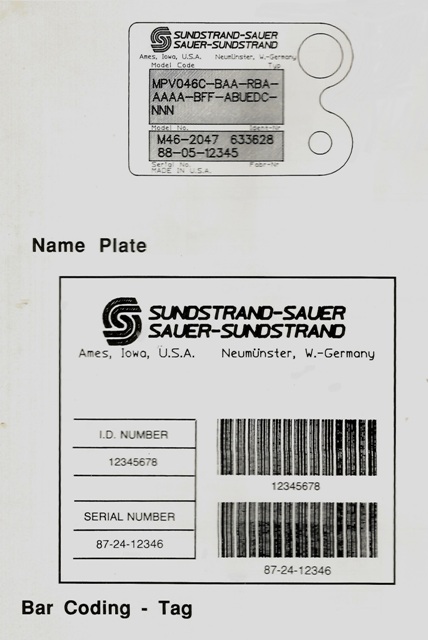 SUNDSTRAND-SAUER
SAUER-SUNDSTRAND
Ames, Iowa, U.S.A. Neumünster, W.-Germany
Model Code Typ
MPV046C-BAA-RBA-
AAAA-BFF-ABUEDC-
NNN
Model No. Ident-Nr
M46-2047 633628
88-05-12345
Serial No. Fabr-Nr
MADE IN U.S.A.
Name Plate
SUNDSTRAND-SAUER
SAUER-SUNDSTRAND
Ames, Iowa, U.S.A. Neumünster, W.-Germany
I.D. NUMBER
12345678
12345678
SERIAL NUMBER
87-24-12346
87-24-12346
Bar Coding - Tag